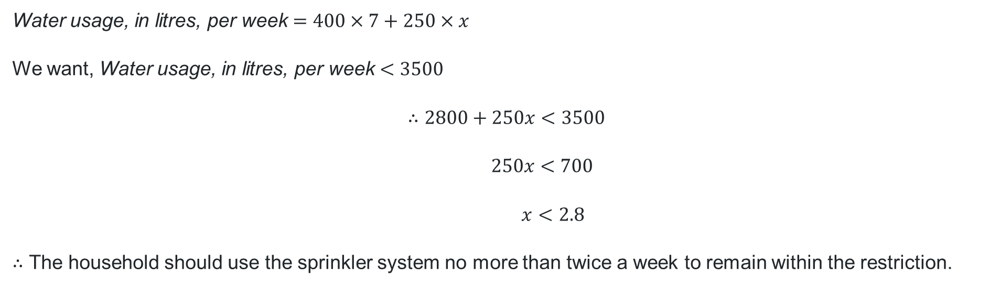 Water usage, in litres, per week = 400 × 7 + 250 × x
We want, Water usage, in litres, per week < 3500
∴ 2800 + 250x < 3500
250x < 700
x < 2.8
∴ The household should use the sprinkler system no more than twice a week to remain within the restriction.